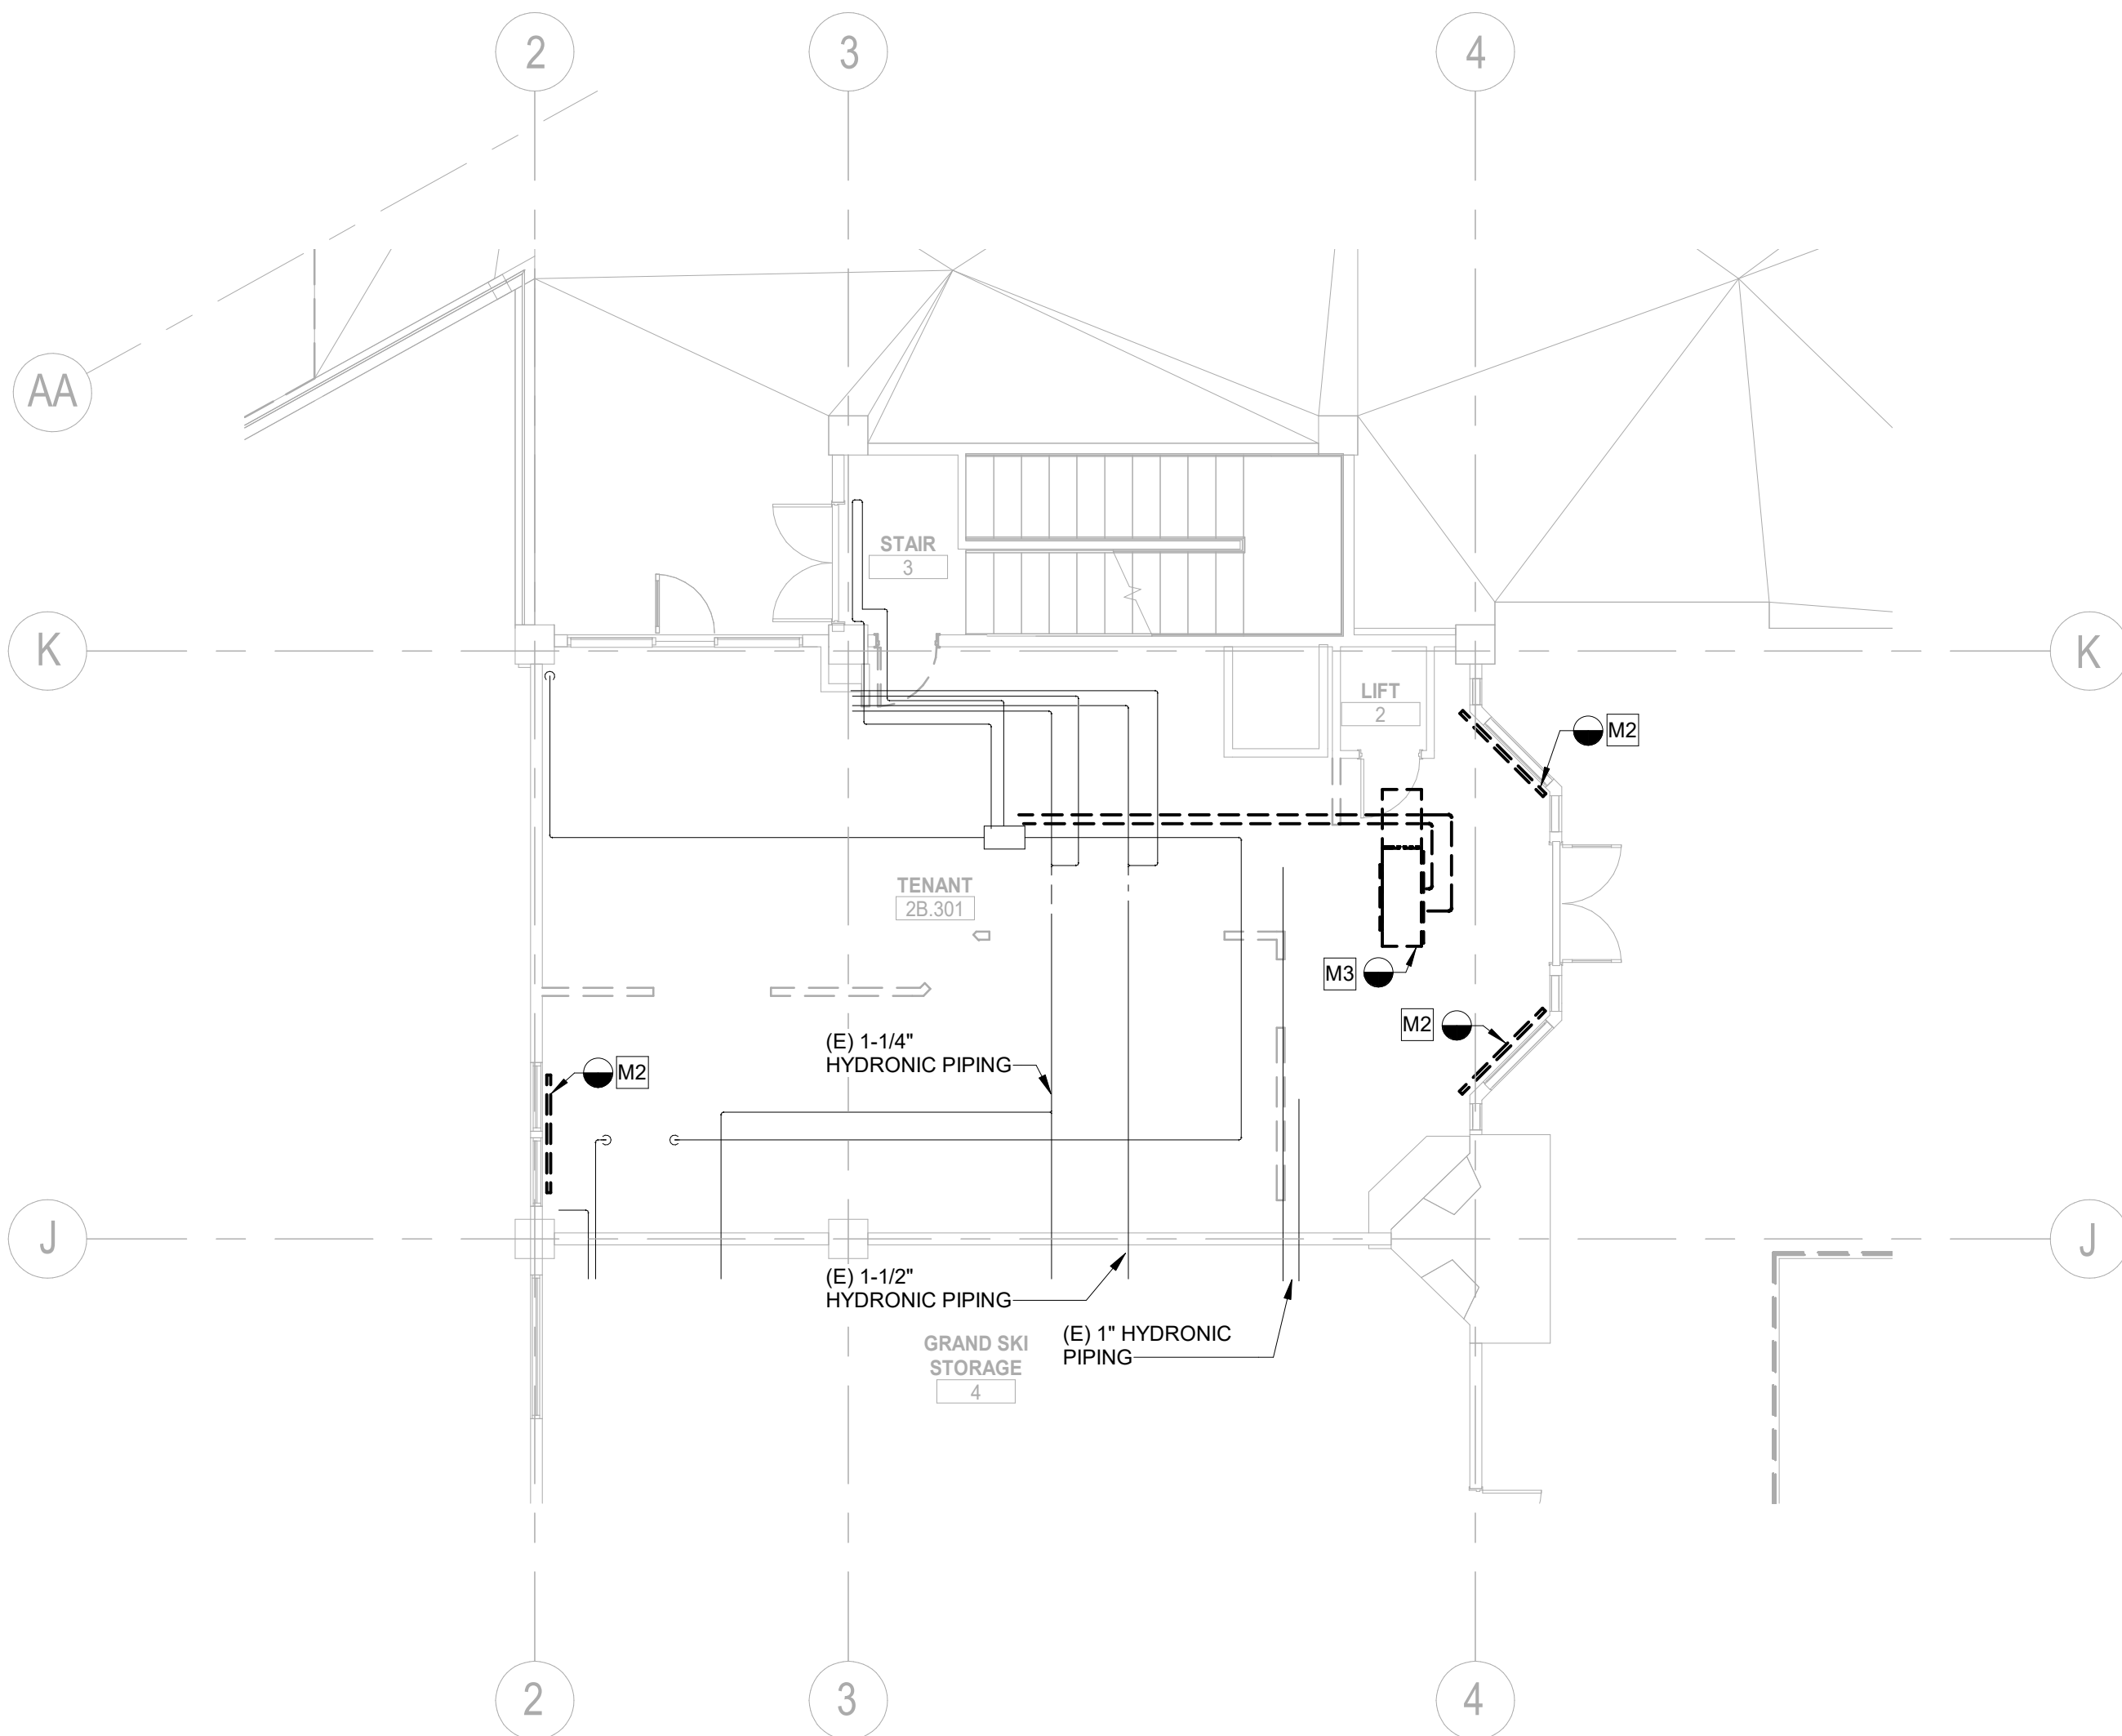 2
3
4
AA
STAIR
3
K
K
LIFT
2
M2
TENANT
2B.301
M3
M2
(E) 1-1/4"
HYDRONIC PIPING
M2
J
J
(E) 1-1/2"
HYDRONIC PIPING
(E) 1" HYDRONIC
PIPING
GRAND SKI
STORAGE
4
2
3
4